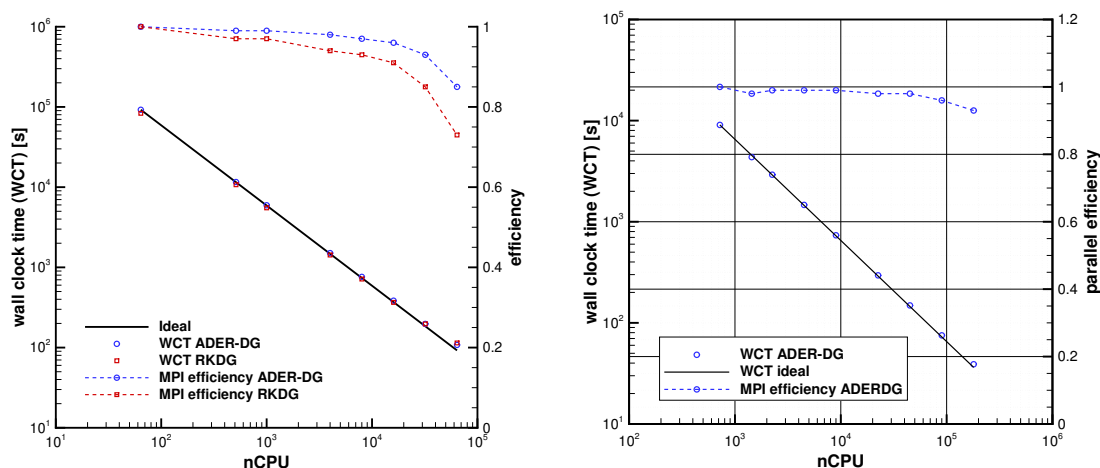 10^6
10^5
10^4
10^3
10^2
10^1
wall clock time (WCT) [s]
1
0.8
0.6
0.4
0.2
0
efficiency
Ideal
WCT ADER-DG
WCT RKDG
MPI efficiency ADER-DG
MPI efficiency RKDG
10^1
10^2
10^3
10^4
10^5
nCPU
10^5
10^4
10^3
10^2
10^1
wall clock time (WCT) [s]
1.2
1
0.8
0.6
0.4
0.2
0
parallel efficiency
WCT ADER-DG
WCT ideal
MPI efficiency ADERDG
10^2
10^3
10^4
10^5
10^6
nCPU